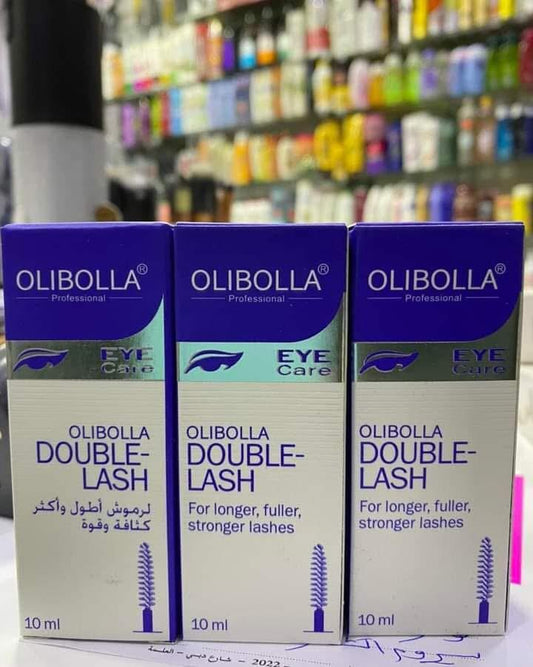 OLIBOLLA®
Professional
EYE
Care
OLIBOLLA
DOUBLE-
LASH
لرموش أطول وأكثر
كثافة وقوة
10 ml
OLIBOLLA®
Professional
EYE
Care
OLIBOLLA
DOUBLE-
LASH
For longer, fuller,
stronger lashes
10 ml
OLIBOLLA®
Professional
EYE
Care
OLIBOLLA
DOUBLE-
LASH
For longer, fuller,
stronger lashes
10 ml
2022 -